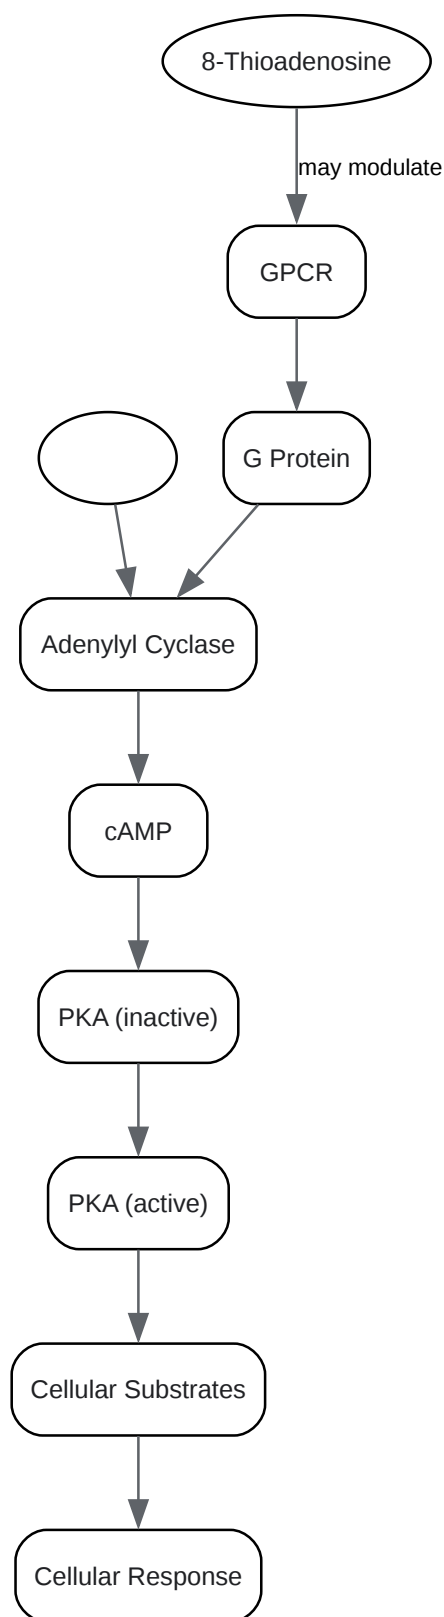 8-Thioadenosine
may modulate
GPCR
G Protein
Adenylyl Cyclase
cAMP
PKA (inactive)
PKA (active)
Cellular Substrates
Cellular Response